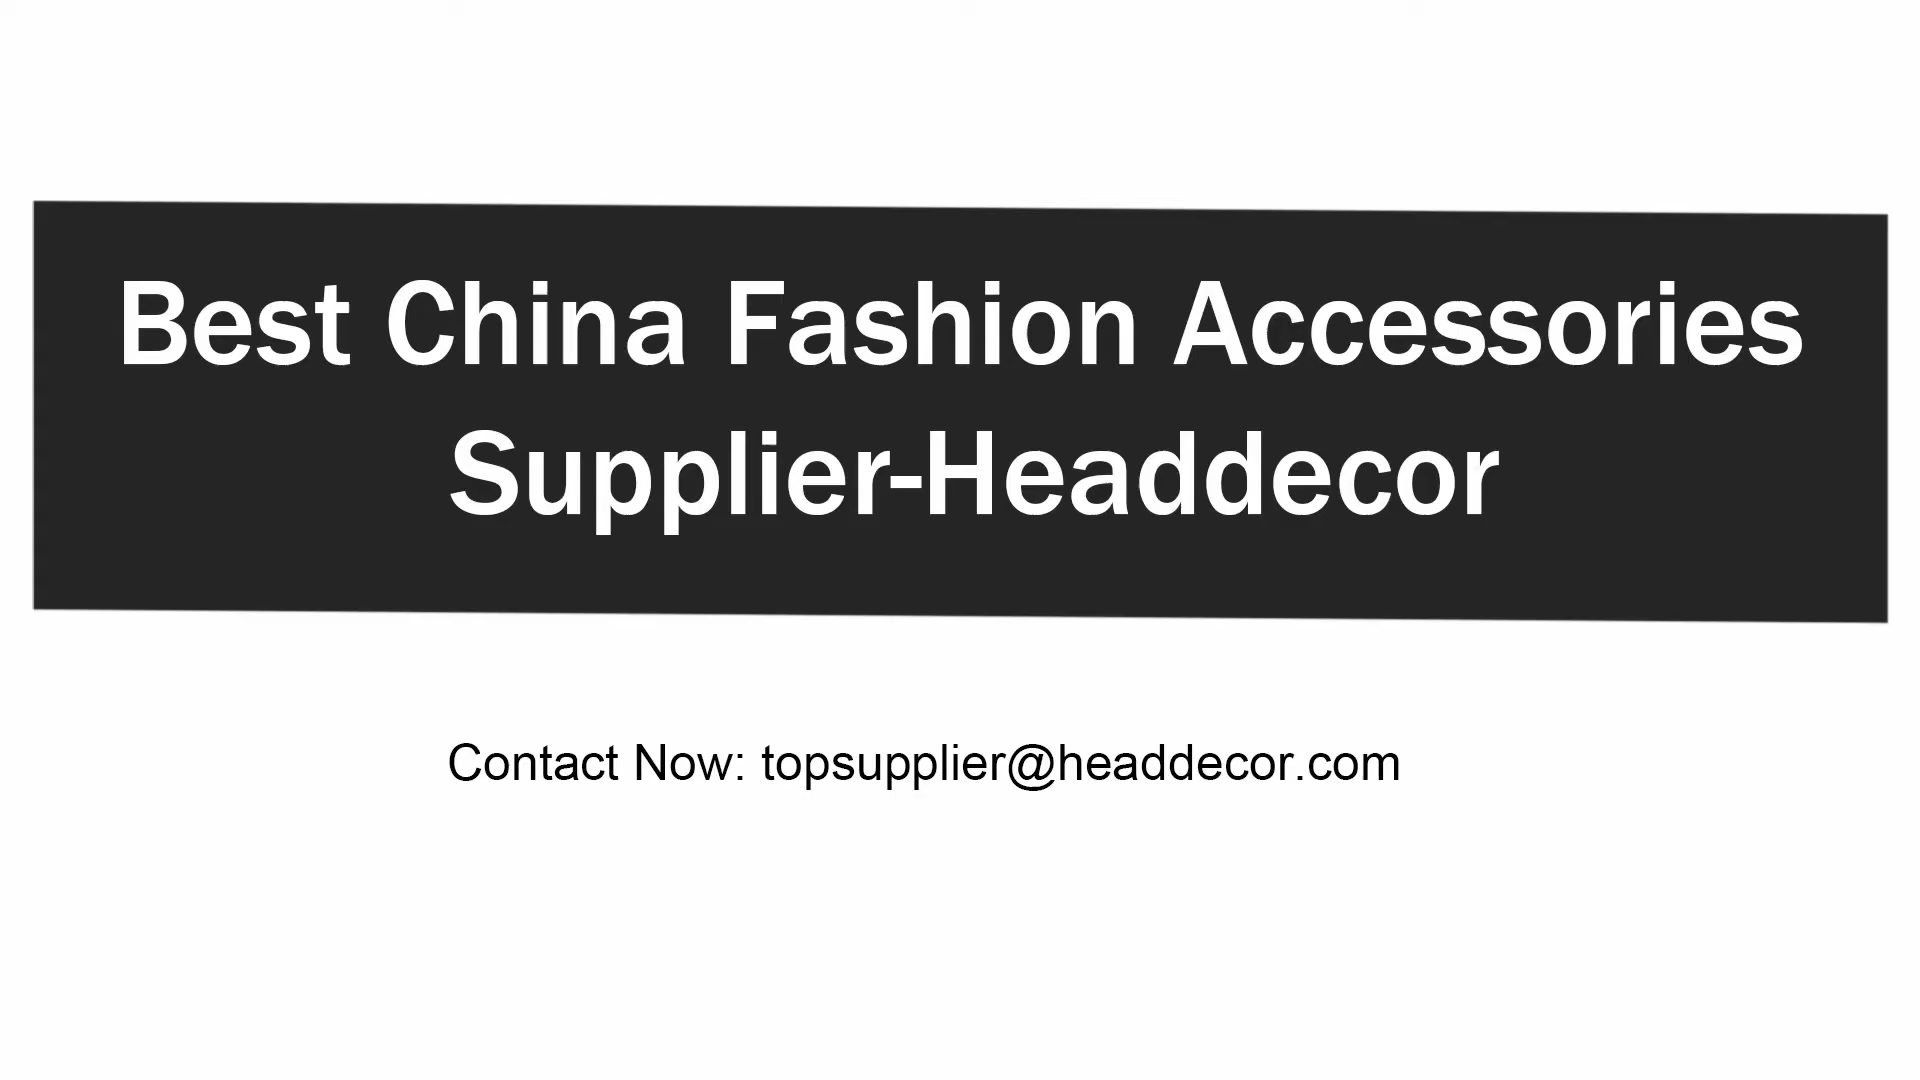 Best China Fashion Accessories
Supplier-Headdecor
Contact Now: topsupplier@headdecor.com